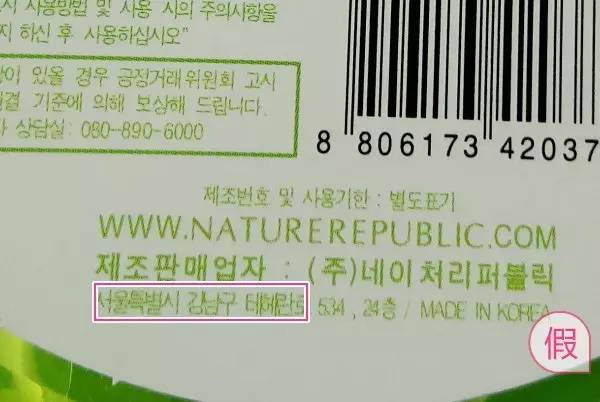 사용방법 및 사용 시의 주의사항을
하신 후 사용하십시오"
있을 경우 공정거래위원회 고시
기준에 의해 보상해 드립니다.
상담실: 080-890-6000
8 806173 42037
제조번호 및 사용기한 : 별도표기
WWW.NATUREREPUBLIC.COM
제조판매업자 : (주)네이처리퍼블릭
서울특별시 강남구 테헤란로 534 , 24층 / MADE IN KOREA
假